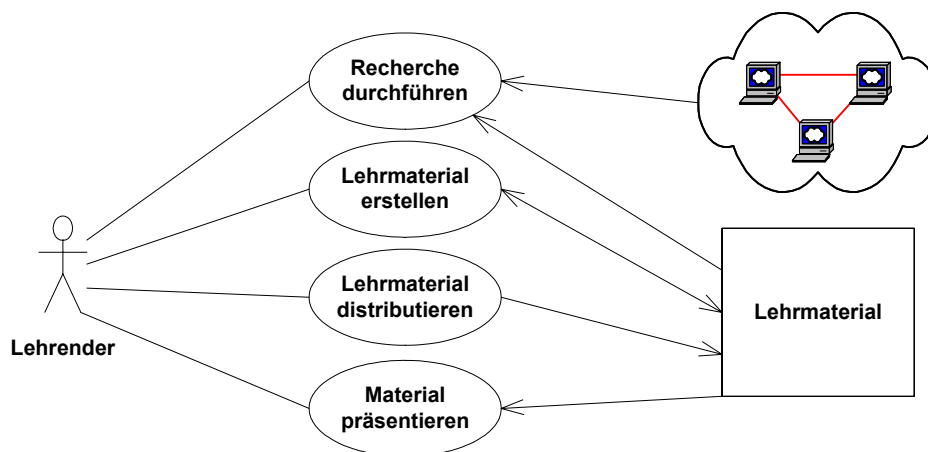 Recherche
durchführen
Lehrmaterial
erstellen
Lehrmaterial
distributieren
Lehrmaterial
Lehrender
Material
präsentieren